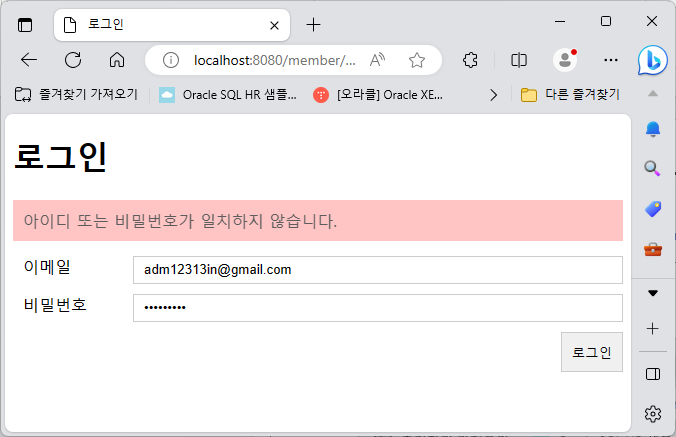 로그인
localhost:8080/member/...
즐겨찾기 가져오기
Oracle SQL HR 샘플...
[오라클] Oracle XE...
다른 즐겨찾기
로그인
아이디 또는 비밀번호가 일치하지 않습니다.
이메일
adm12313in@gmail.com
비밀번호
•••••••••
로그인